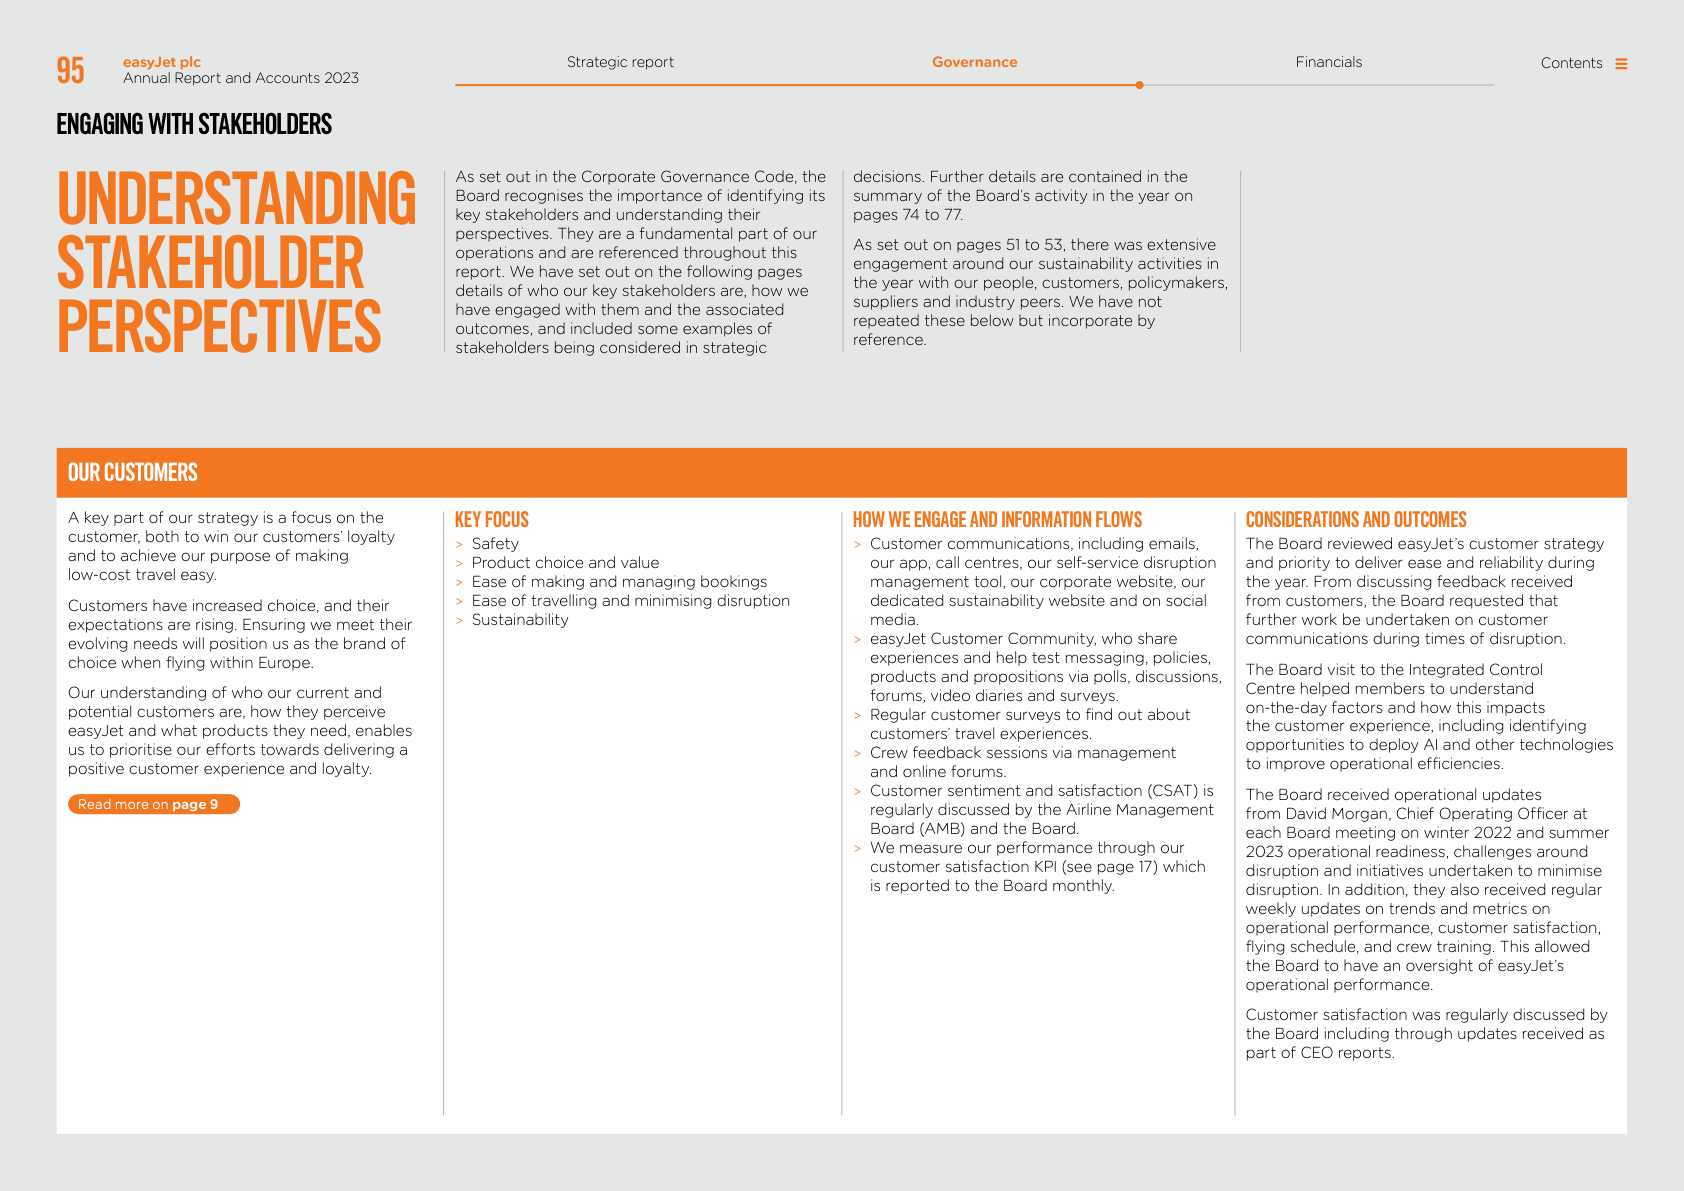 95
easyJet plc
Annual Report and Accounts 2023
Strategic report
Governance
Financials
Contents
ENGAGING WITH STAKEHOLDERS
UNDERSTANDING
STAKEHOLDER
PERSPECTIVES
As set out in the Corporate Governance Code, the
Board recognises the importance of identifying its
key stakeholders and understanding their
perspectives. They are a fundamental part of our
operations and are referenced throughout this
report. We have set out on the following pages
details of who our key stakeholders are, how we
have engaged with them and the associated
outcomes, and included some examples of
stakeholders being considered in strategic
decisions. Further details are contained in the
summary of the Board's activity in the year on
pages 74 to 77.
As set out on pages 51 to 53, there was extensive
engagement around our sustainability activities in
the year with our people, customers, policymakers,
suppliers and industry peers. We have not
repeated these below but incorporate by
reference.
OUR CUSTOMERS
A key part of our strategy is a focus on the
customer, both to win our customers' loyalty
and to achieve our purpose of making
low-cost travel easy.
Customers have increased choice, and their
expectations are rising. Ensuring we meet their
evolving needs will position us as the brand of
choice when flying within Europe.
Our understanding of who our current and
potential customers are, how they perceive
easyJet and what products they need, enables
us to prioritise our efforts towards delivering a
positive customer experience and loyalty.
Read more on page 9
KEY FOCUS
> Safety
> Product choice and value
> Ease of making and managing bookings
> Ease of travelling and minimising disruption
> Sustainability
HOW WE ENGAGE AND INFORMATION FLOWS
> Customer communications, including emails,
our app, call centres, our self-service disruption
management tool, our corporate website, our
dedicated sustainability website and on social
media.
> easyJet Customer Community, who share
experiences and help test messaging, policies,
products and propositions via polls, discussions,
forums, video diaries and surveys.
> Regular customer surveys to find out about
customers' travel experiences.
> Crew feedback sessions via management
and online forums.
> Customer sentiment and satisfaction (CSAT) is
regularly discussed by the Airline Management
Board (AMB) and the Board.
> We measure our performance through our
customer satisfaction KPI (see page 17) which
is reported to the Board monthly.
CONSIDERATIONS AND OUTCOMES
The Board reviewed easyJet's customer strategy
and priority to deliver ease and reliability during
the year. From discussing feedback received
from customers, the Board requested that
further work be undertaken on customer
communications during times of disruption.
The Board visit to the Integrated Control
Centre helped members to understand
on-the-day factors and how this impacts
the customer experience, including identifying
opportunities to deploy AI and other technologies
to improve operational efficiencies.
The Board received operational updates
from David Morgan, Chief Operating Officer at
each Board meeting on winter 2022 and summer
2023 operational readiness, challenges around
disruption and initiatives undertaken to minimise
disruption. In addition, they also received regular
weekly updates on trends and metrics on
operational performance, customer satisfaction,
flying schedule, and crew training. This allowed
the Board to have an oversight of easyJet's
operational performance.
Customer satisfaction was regularly discussed by
the Board including through updates received as
part of CEO reports.